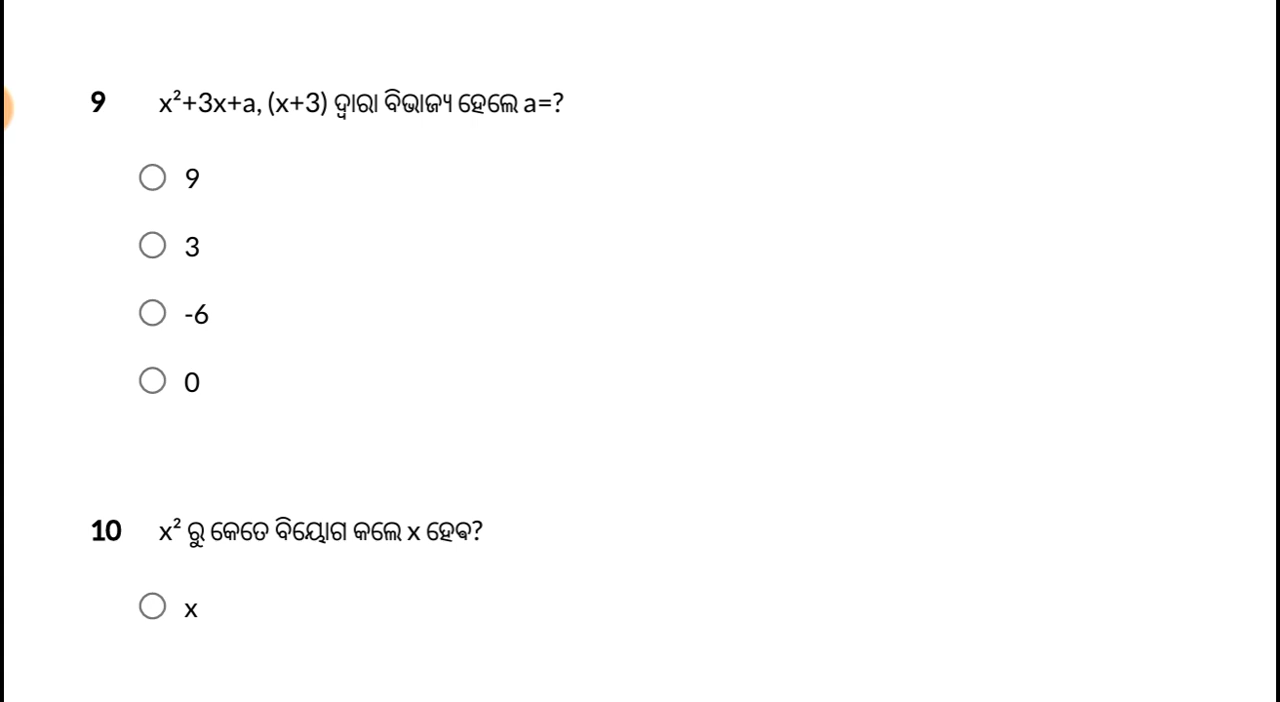 9 x²+3x+a, (x+3) ଦ୍ୱାରା ବିଭାଜ୍ୟ ହେଲେ a=?
9
3
-6
0
10 x² ରୁ କେତେ ବିୟୋଗ କଲେ x ହେଵ?
x